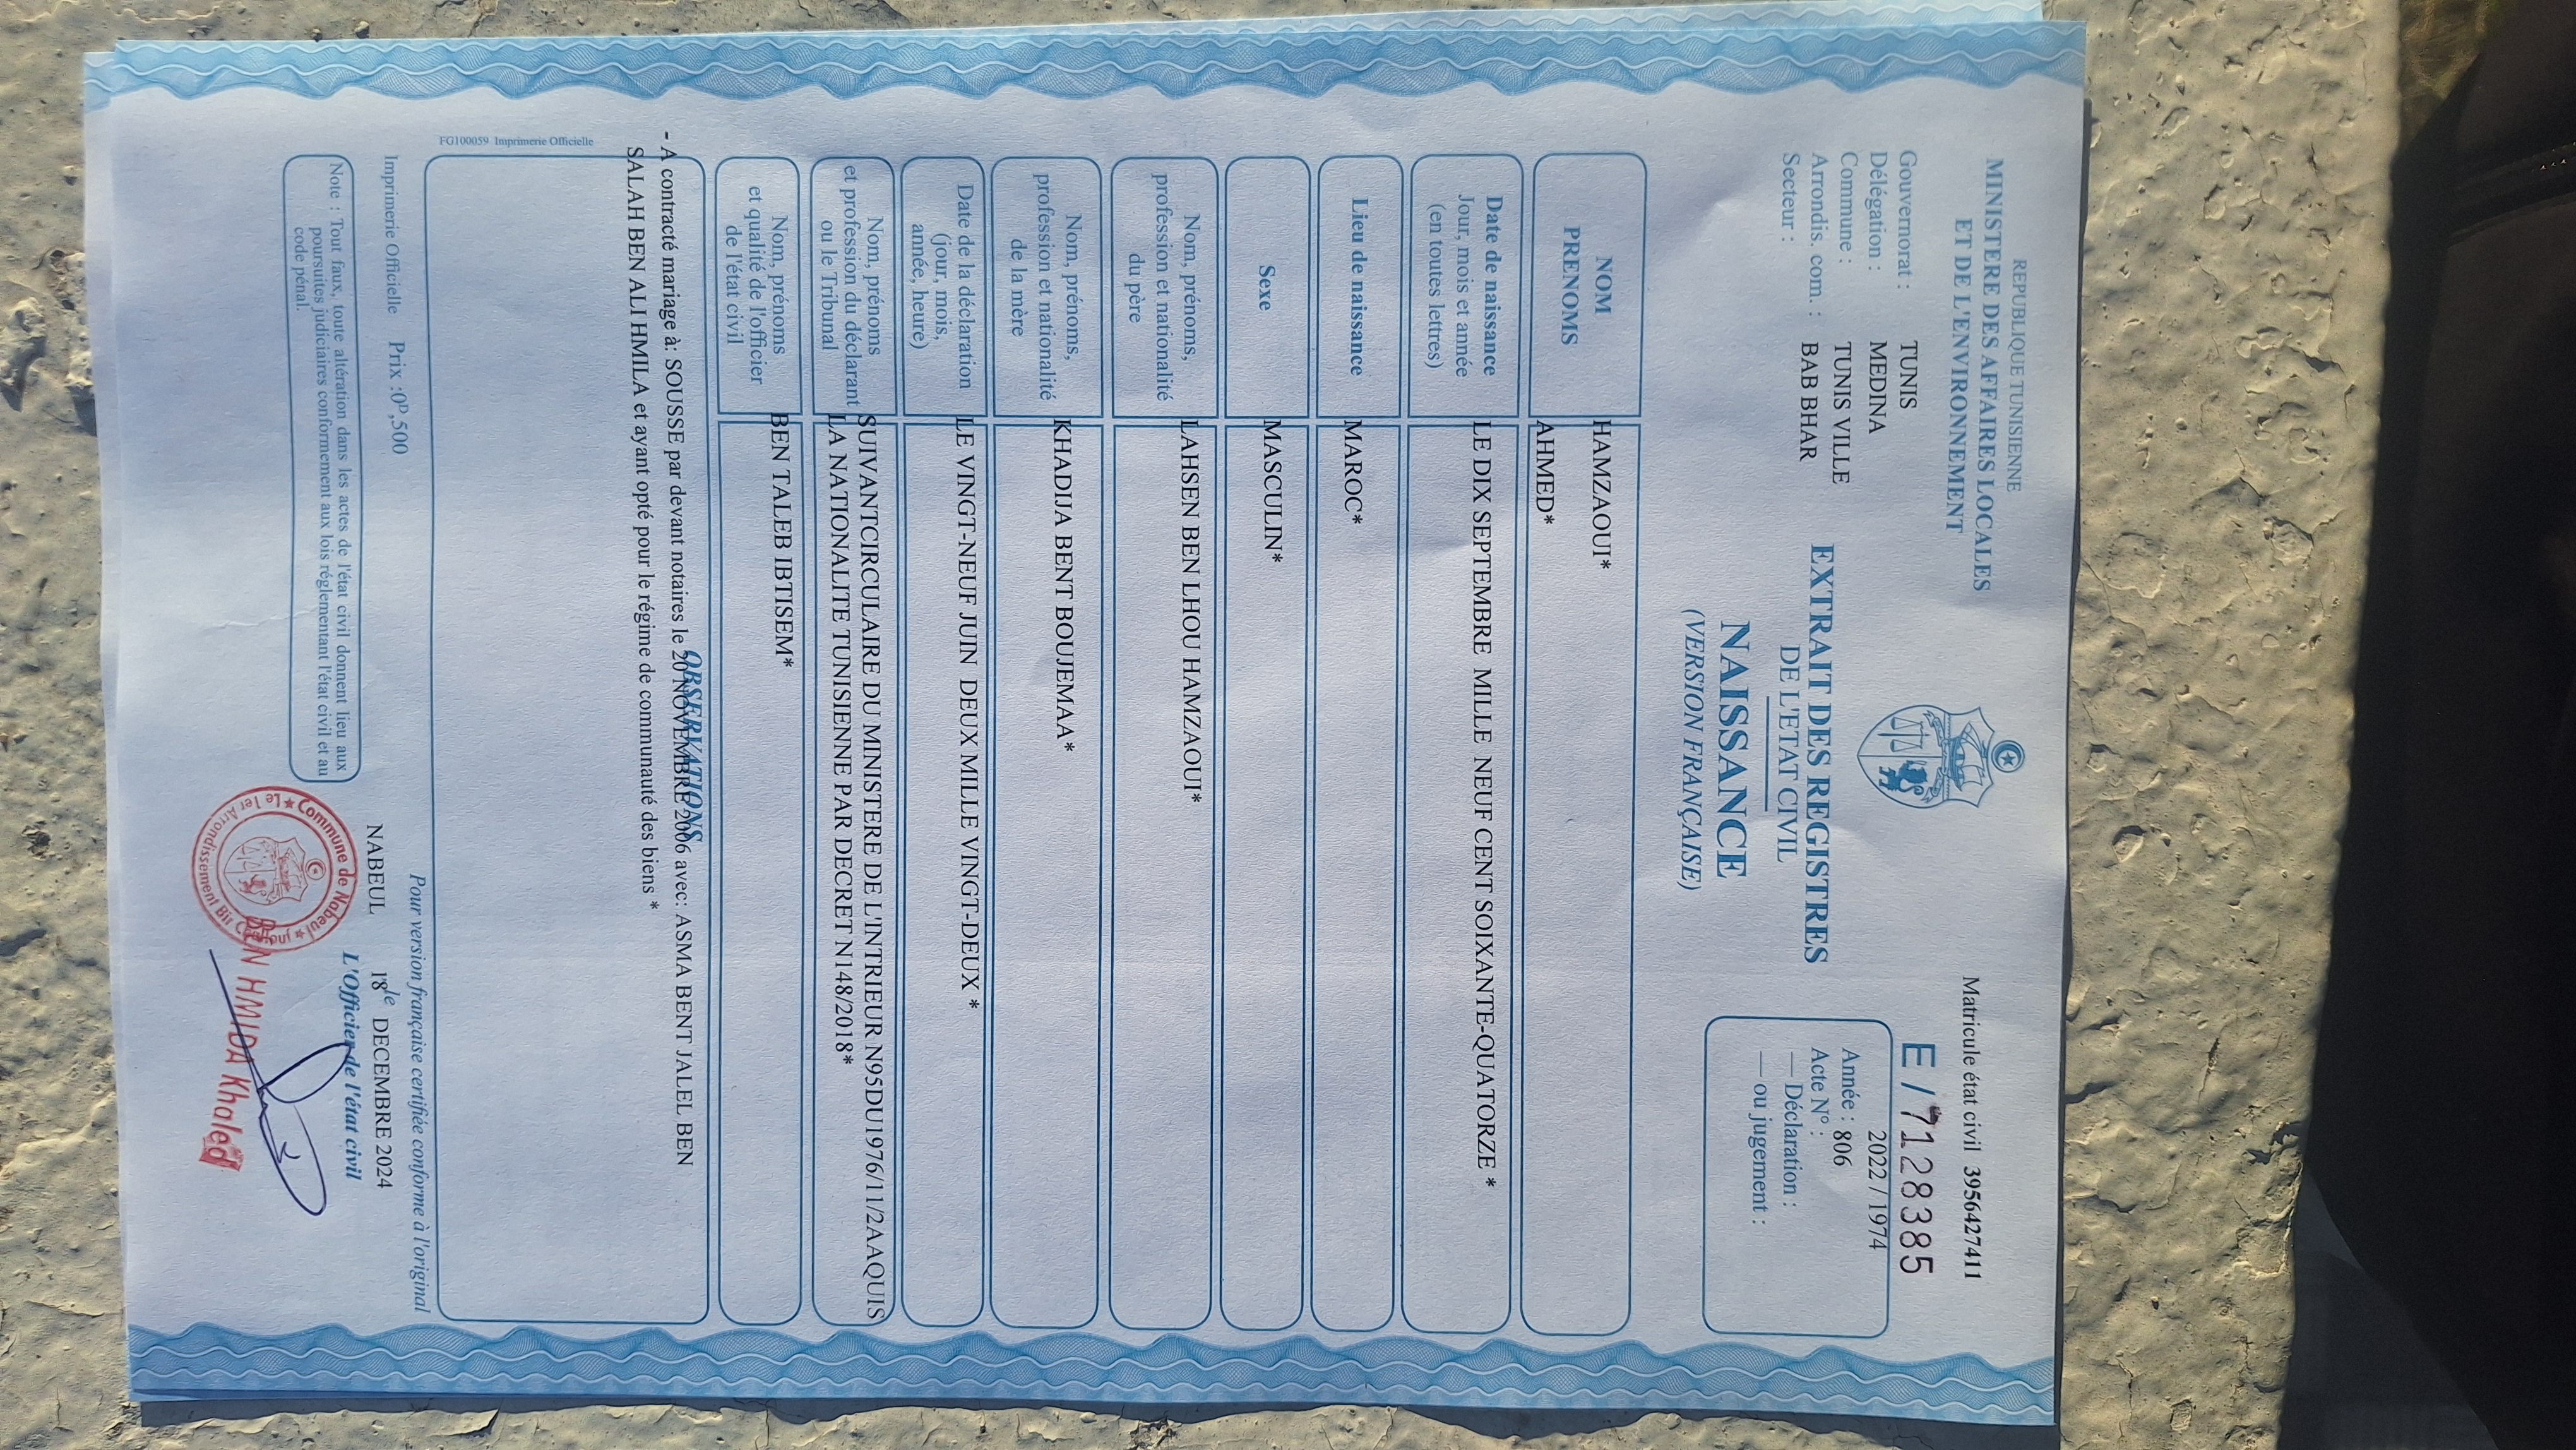 REPUBLIQUE TUNISIENNE
MINISTERE DES AFFAIRES LOCALES
ET DE L'ENVIRONNEMENT
Matricule état civil 3956427411
E/7128385
Gouvernorat : TUNIS
Délégation : MEDINA
Commune : TUNIS VILLE
Arrondis. com. : BAB BHAR
Secteur :
EXTRAIT DES REGISTRES
DE L'ETAT CIVIL
NAISSANCE
(VERSION FRANÇAISE)
2022 / 1974
Année : 806
Acte N° :
— Déclaration :
— ou jugement :
NOM HAMZAOUI*
PRENOMS AHMED*
Date de naissance
Jour, mois et année LE DIX SEPTEMBRE MILLE NEUF CENT SOIXANTE-QUATORZE *
(en toutes lettres)
Lieu de naissance MAROC*
Sexe MASCULIN*
Nom, prénoms, LAHSEN BEN LHOU HAMZAOUI*
profession et nationalité
du père
Nom, prénoms, KHADIJA BENT BOUJEMAA*
profession et nationalité
de la mère
Date de la déclaration LE VINGT-NEUF JUIN DEUX MILLE VINGT-DEUX *
(jour, mois,
année, heure)
Nom, prénoms SUIVANTCIRCULAIRE DU MINISTERE DE L'INTRIEUR N95DU1976/11/2AAQUIS
et profession du déclarant
ou le Tribunal LA NATIONALITE TUNISIENNE PAR DECRET N148/2018*
Nom, prénoms BEN TALEB IBTISEM*
et qualité de l'officier
de l'état civil
OBSERVATIONS
- A contracté mariage à: SOUSSE par devant notaires le 20 NOVEMBRE 2006 avec: ASMA BENT JALEL BEN
SALAH BEN ALI HMILA et ayant opté pour le régime de communauté des biens *
FG100059 Imprimerie Officielle
Pour version française certifiée conforme à l'original
Imprimerie Officielle Prix :0ᴰ,500
NABEUL le 18 DECEMBRE 2024
L'Officier de l'état civil
Note : Tout faux, toute altération dans les actes de l'état civil donnent lieu aux
poursuites judiciaires conformement aux lois réglementant l'état civil et au
code pénal.
Commune de Nabeul ★ Le 1er Arrondissement Bir ★
BEN HMIDA Khaled